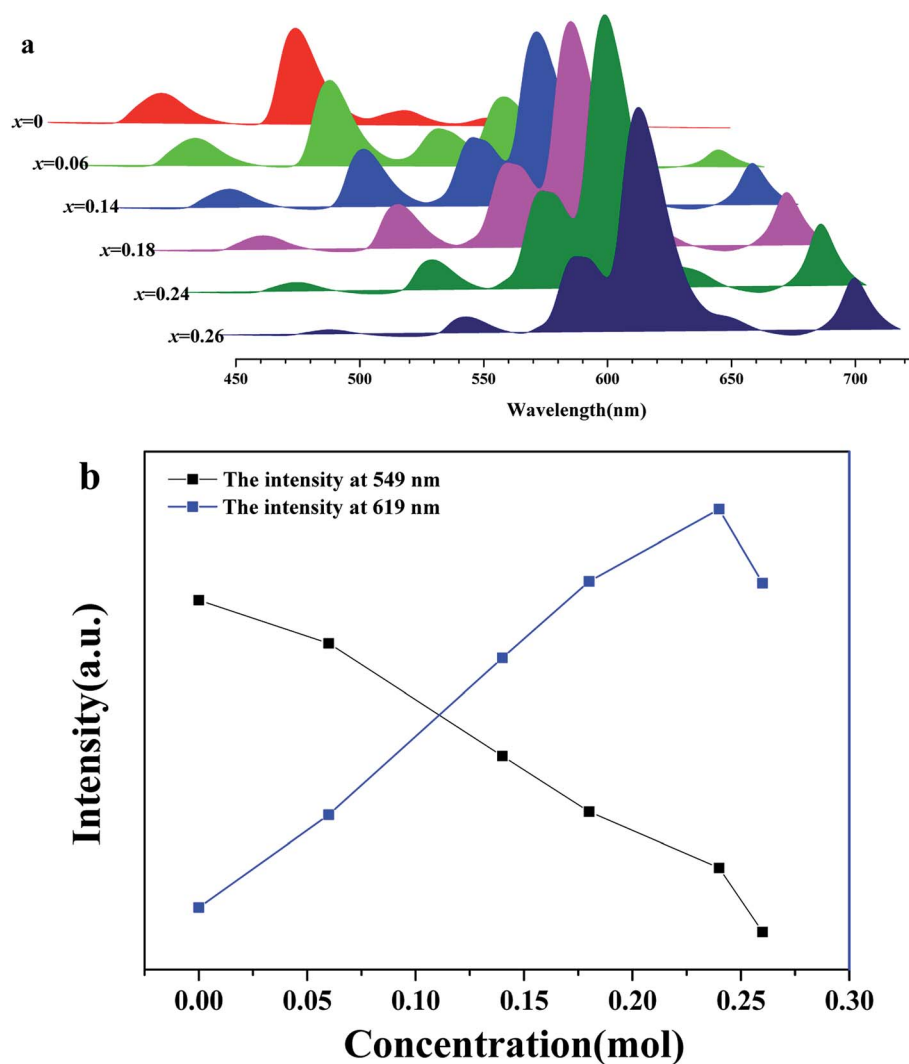 a
x=0
x=0.06
x=0.14
x=0.18
x=0.24
x=0.26
450 500 550 600 650 700
Wavelength(nm)
b
The intensity at 549 nm
The intensity at 619 nm
Intensity(a.u.)
0.00 0.05 0.10 0.15 0.20 0.25 0.30
Concentration(mol)